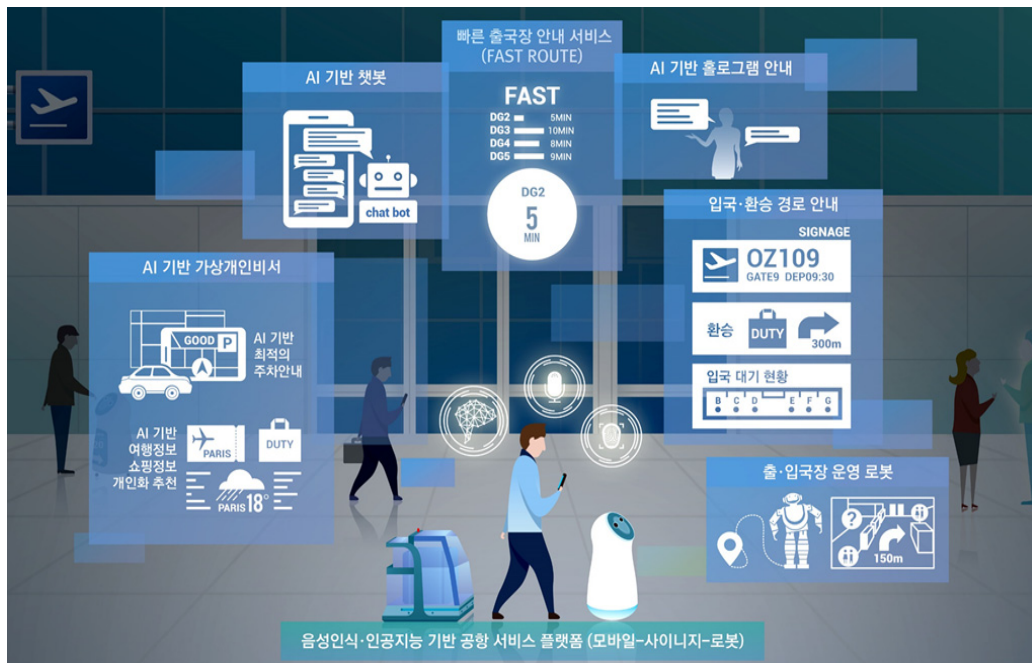 빠른 출국장 안내 서비스
(FAST ROUTE)
FAST
DG2 5MIN
DG3 10MIN
DG4 8MIN
DG5 9MIN
DG2
5
MIN
AI 기반 챗봇
chat bot
AI 기반 홀로그램 안내
입국·환승 경로 안내
SIGNAGE
OZ109
GATE9 DEP09:30
환승
DUTY
300m
입국 대기 현황
B C D E F G
AI 기반 가상개인비서
GOOD P
AI 기반
최적의
주차안내
AI 기반
여행정보
쇼핑정보
개인화 추천
PARIS
DUTY
PARIS 18°
출·입국장 운영 로봇
?
150m
음성인식·인공지능 기반 공항 서비스 플랫폼 (모바일-사이니지-로봇)